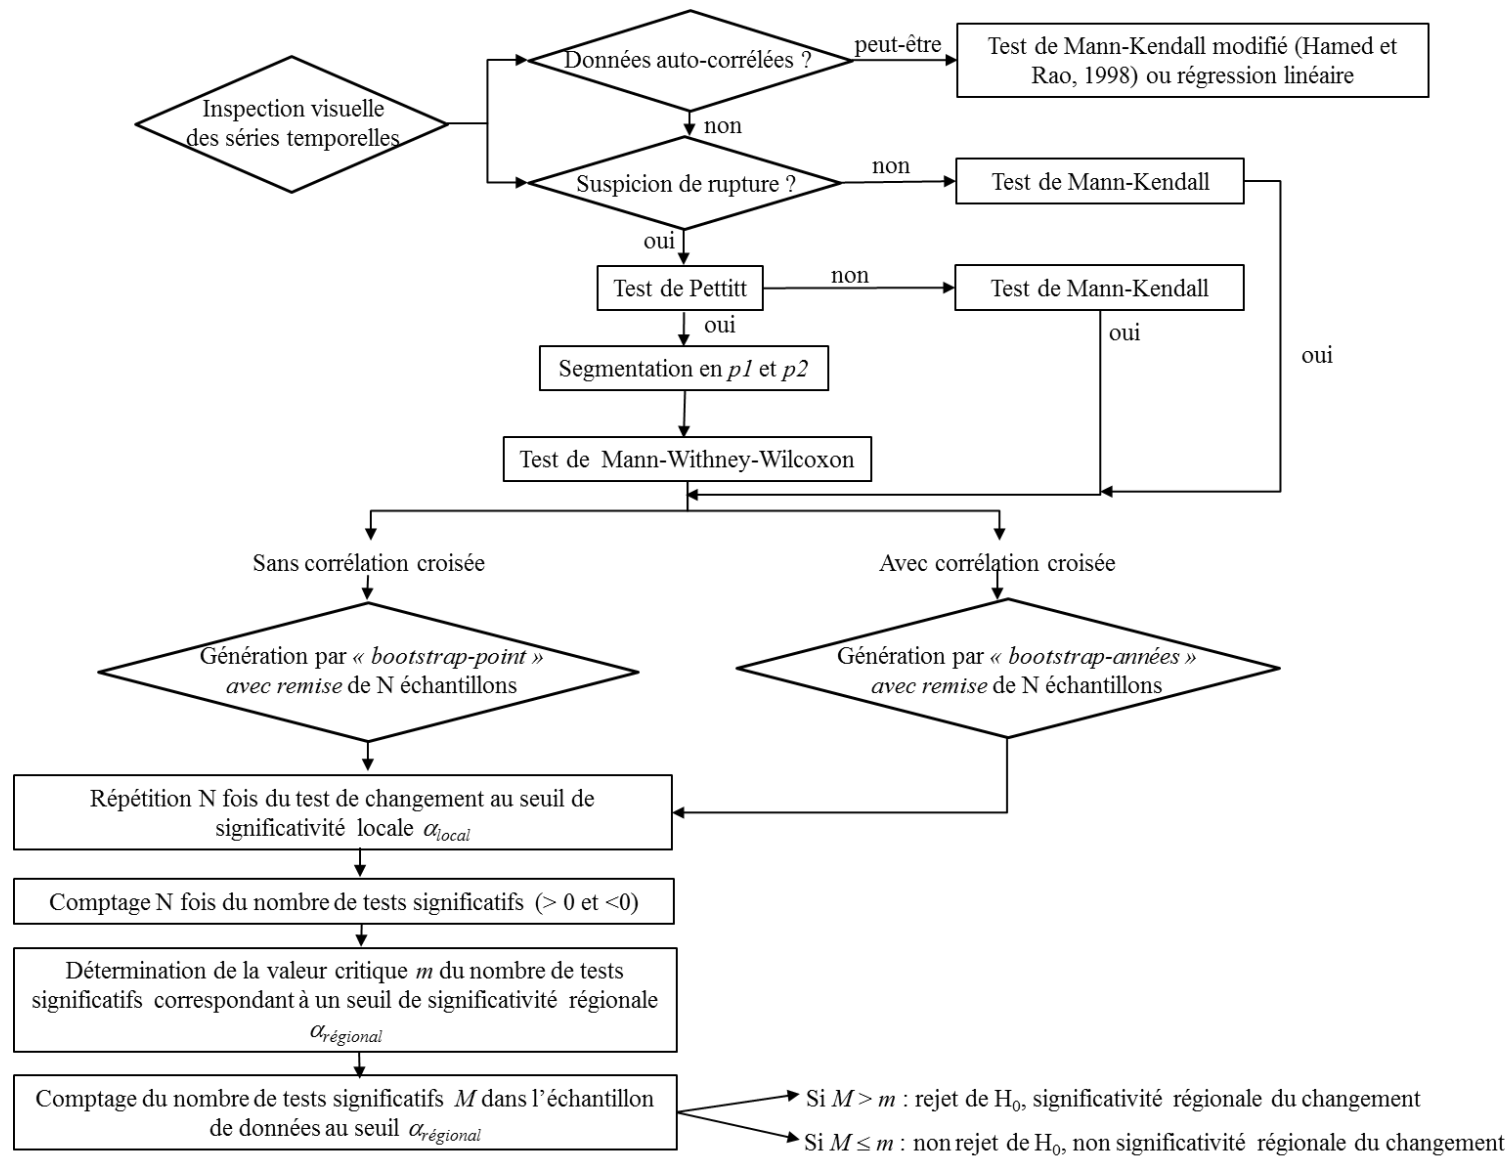 Inspection visuelle
des séries temporelles
Données auto-corrélées ?
peut-être
Test de Mann-Kendall modifié (Hamed et
Rao, 1998) ou régression linéaire
non
Suspicion de rupture ?
non
Test de Mann-Kendall
oui
Test de Pettitt
non
Test de Mann-Kendall
oui
oui
oui
Segmentation en p1 et p2
Test de Mann-Withney-Wilcoxon
Sans corrélation croisée
Avec corrélation croisée
Génération par « bootstrap-point »
avec remise de N échantillons
Génération par « bootstrap-années »
avec remise de N échantillons
Répétition N fois du test de changement au seuil de
significativité locale αlocal
Comptage N fois du nombre de tests significatifs (> 0 et <0)
Détermination de la valeur critique m du nombre de tests
significatifs correspondant à un seuil de significativité régionale
αrégional
Comptage du nombre de tests significatifs M dans l’échantillon
de données au seuil αrégional
Si M > m : rejet de H0, significativité régionale du changement
Si M ≤ m : non rejet de H0, non significativité régionale du changement